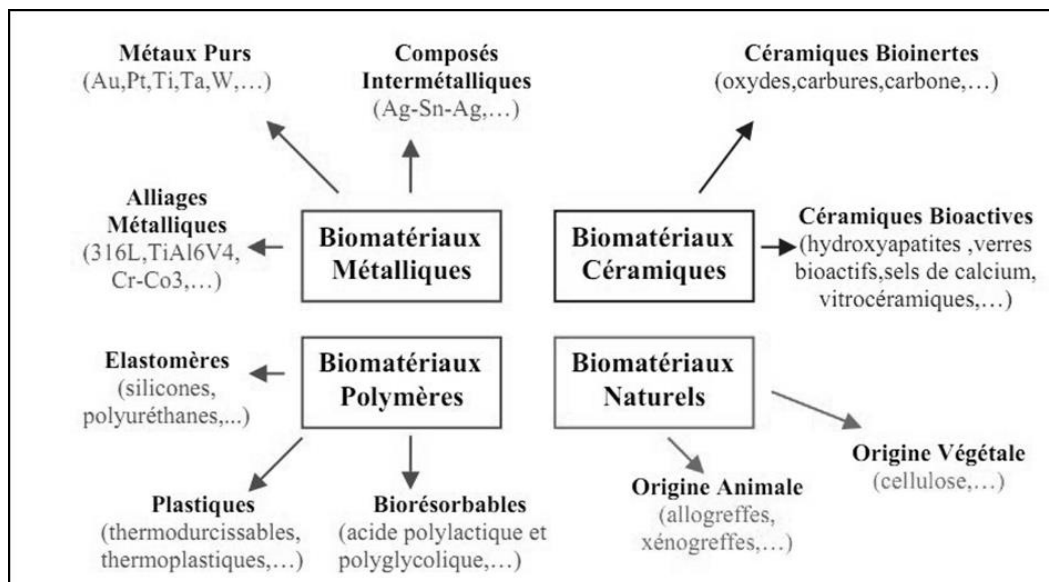 Métaux Purs
(Au,Pt,Ti,Ta,W,…)
Composés
Intermétalliques
(Ag-Sn-Ag,…)
Céramiques Bioinertes
(oxydes,carbures,carbone,…)
Alliages
Métalliques
(316L,TiAl6V4,
Cr-Co3,…)
Biomatériaux
Métalliques
Biomatériaux
Céramiques
Céramiques Bioactives
(hydroxyapatites ,verres
bioactifs,sels de calcium,
vitrocéramiques,…)
Elastomères
(silicones,
polyuréthanes,...)
Biomatériaux
Polymères
Biomatériaux
Naturels
Plastiques
(thermodurcissables,
thermoplastiques,…)
Biorésorbables
(acide polylactique et
polyglycolique,…)
Origine Animale
(allogreffes,
xénogreffes,…)
Origine Végétale
(cellulose,…)